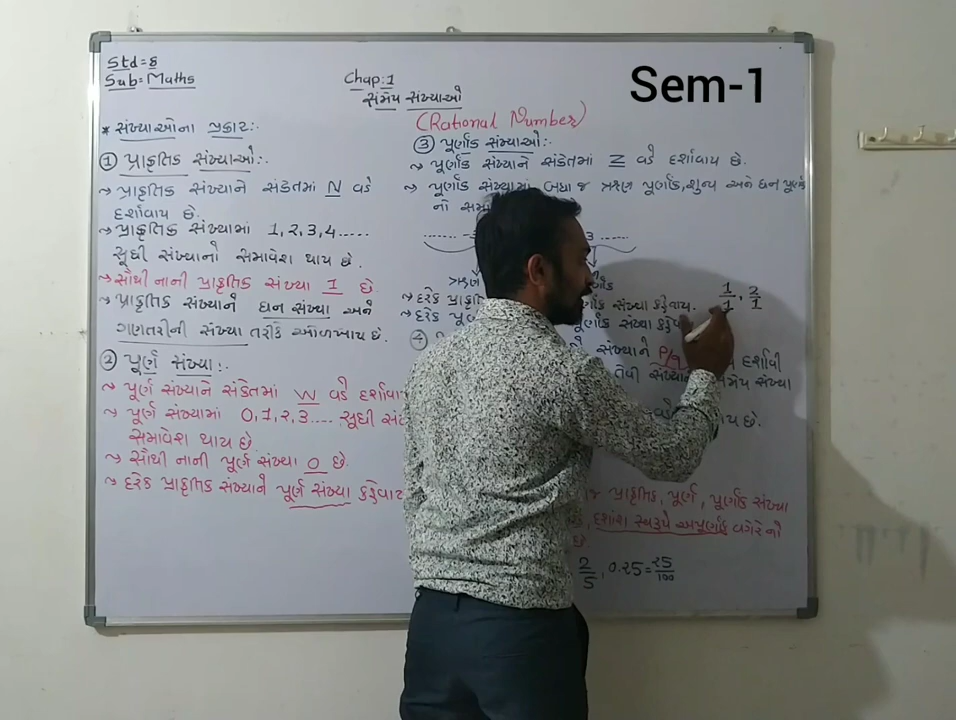 Std = 8
Sub = Maths
Chap:1
સંમેય સંખ્યાઓ
Sem-1
(Rational Number)
* સંખ્યાઓના પ્રકાર:-
① પ્રાકૃતિક સંખ્યાઓ:-
~ પ્રાકૃતિક સંખ્યાને સંકેતમાં N વડે
દર્શાવાય છે.
~ પ્રાકૃતિક સંખ્યામાં 1,2,3,4.....
સુધી સંખ્યાનો સમાવેશ થાય છે.
~ સૌથી નાની પ્રાકૃતિક સંખ્યા 1 છે
~ પ્રાકૃતિક સંખ્યાને ધન સંખ્યા અને
ગણતરીની સંખ્યા તરીકે ઓળખાય છે.
② પૂર્ણ સંખ્યા:-
~ પૂર્ણ સંખ્યાને સંકેતમાં W વડે
~ પૂર્ણ સંખ્યામાં 0,1,2,3.... સુધી
સમાવેશ થાય છે
~ સૌથી નાની પૂર્ણ સંખ્યા 0 છે.
~ દરેક પ્રાકૃતિક સંખ્યાને પૂર્ણ સંખ્યા
③ પૂર્ણાંક સંખ્યાઓ:-
~ પૂર્ણાંક સંખ્યાને સંકેતમાં Z વડે દર્શાવાય છે.
~ પૂર્ણાંક સંખ્યામાં બધા જ ઋણ પૂર્ણાંક, શૂન્ય અને ધન પૂર્ણાંક
નો
....... 3 .......
~ દરેક સંખ્યા કહેવાય.
~ દરેક પૂર્ણાંક સંખ્યા
1/1, 2/1
④ સંખ્યાને P/q દર્શાવી
તેવી સંમેય સંખ્યા
છે.
જ પ્રાકૃતિક, પૂર્ણ, પૂર્ણાંક સંખ્યા
દશાંશ સ્વરૂપે અપૂર્ણાંક વગેરેનો
છે
2/5, 0.25 = 25/100